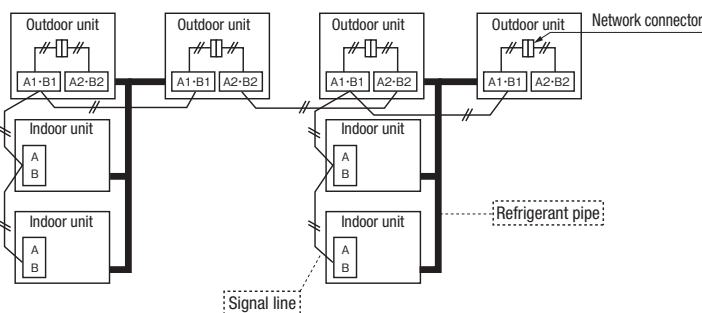 Outdoor unit Outdoor unit Outdoor unit Outdoor unit Network connector
A1·B1 A2·B2 A1·B1 A2·B2 A1·B1 A2·B2 A1·B1 A2·B2
Indoor unit Indoor unit
A A
B B
Indoor unit Indoor unit
Refrigerant pipe
A A
B B
Signal line